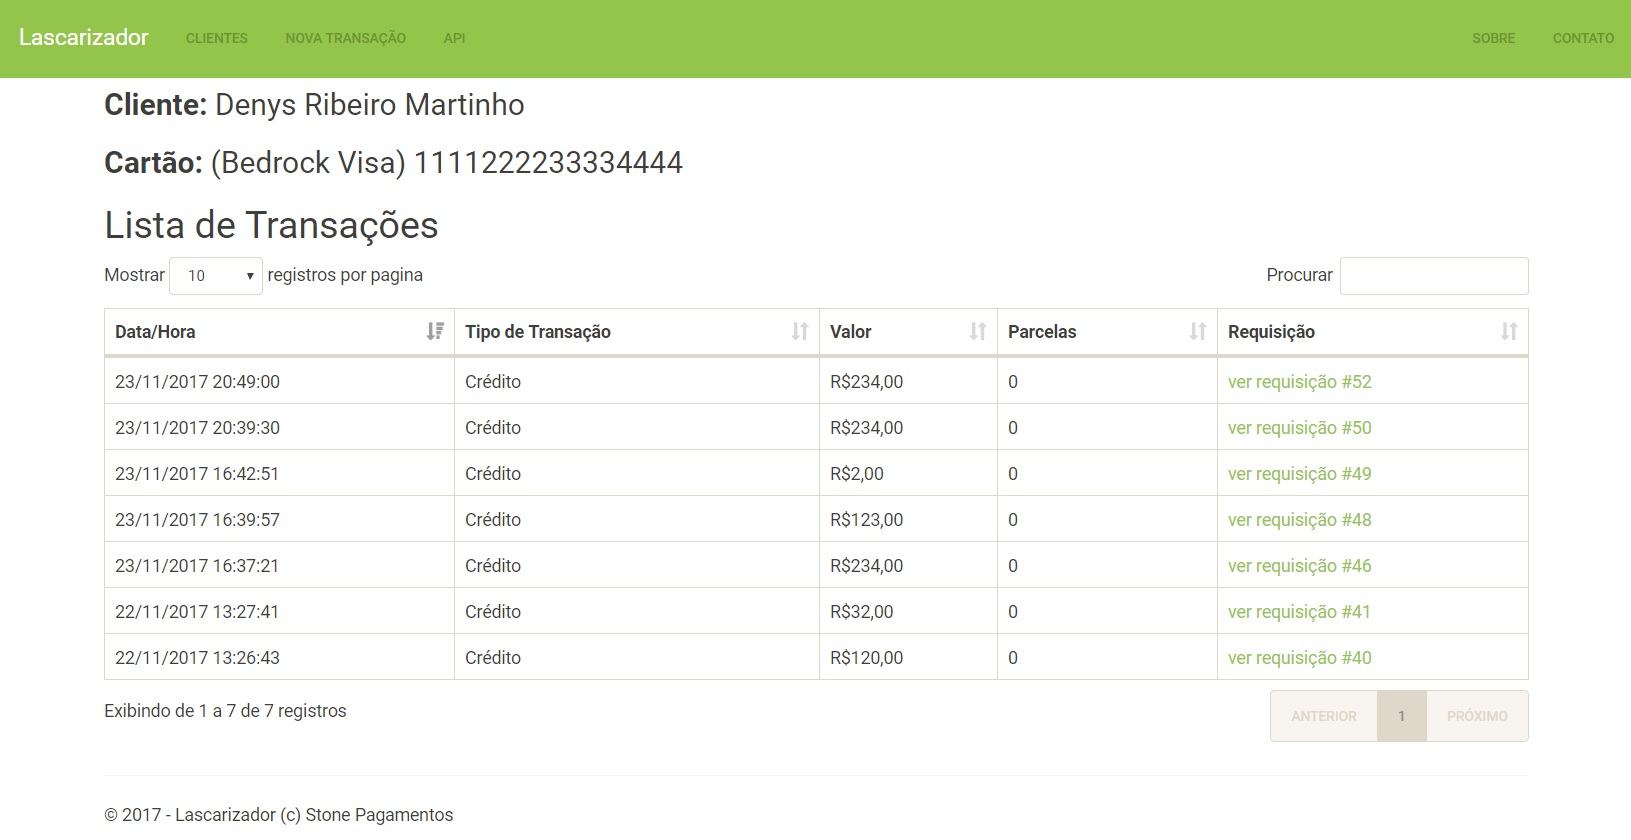 Lascarizador CLIENTES NOVA TRANSAÇÃO API SOBRE CONTATO
Cliente: Denys Ribeiro Martinho
Cartão: (Bedrock Visa) 1111222233334444
Lista de Transações
Mostrar 10 registros por pagina Procurar
Data/Hora Tipo de Transação Valor Parcelas Requisição
23/11/2017 20:49:00 Crédito R$234,00 0 ver requisição #52
23/11/2017 20:39:30 Crédito R$234,00 0 ver requisição #50
23/11/2017 16:42:51 Crédito R$2,00 0 ver requisição #49
23/11/2017 16:39:57 Crédito R$123,00 0 ver requisição #48
23/11/2017 16:37:21 Crédito R$234,00 0 ver requisição #46
22/11/2017 13:27:41 Crédito R$32,00 0 ver requisição #41
22/11/2017 13:26:43 Crédito R$120,00 0 ver requisição #40
Exibindo de 1 a 7 de 7 registros ANTERIOR 1 PRÓXIMO
© 2017 - Lascarizador (c) Stone Pagamentos